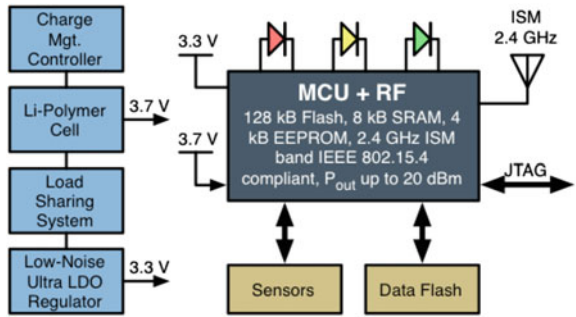 Charge
Mgt.
Controller
Li-Polymer
Cell
3.7 V
Load
Sharing
System
Low-Noise
Ultra LDO
Regulator
3.3 V
3.3 V
3.7 V
MCU + RF
128 kB Flash, 8 kB SRAM, 4
kB EEPROM, 2.4 GHz ISM
band IEEE 802.15.4
compliant, Pout up to 20 dBm
ISM
2.4 GHz
JTAG
Sensors
Data Flash